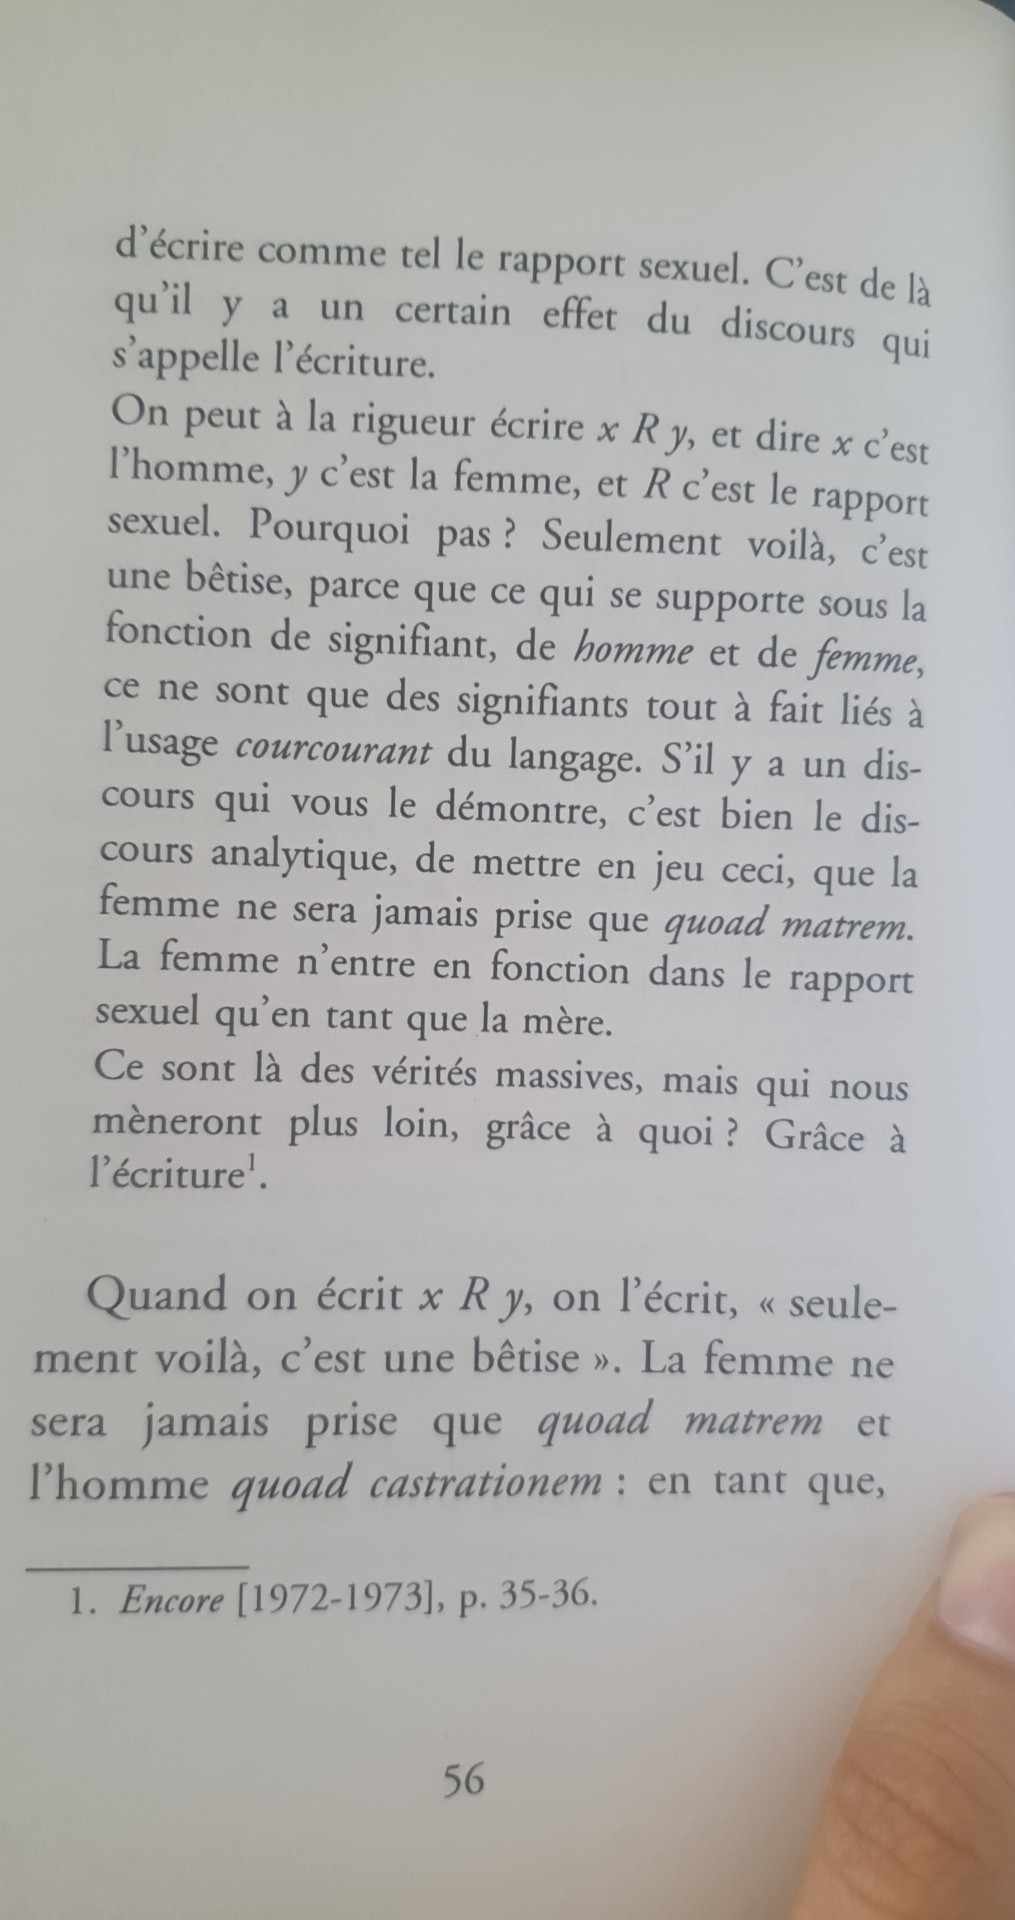 d'écrire comme tel le rapport sexuel. C'est de là
qu'il y a un certain effet du discours qui
s'appelle l'écriture.
On peut à la rigueur écrire x R y, et dire x c'est
l'homme, y c'est la femme, et R c'est le rapport
sexuel. Pourquoi pas ? Seulement voilà, c'est
une bêtise, parce que ce qui se supporte sous la
fonction de signifiant, de homme et de femme,
ce ne sont que des signifiants tout à fait liés à
l'usage courcourant du langage. S'il y a un dis-
cours qui vous le démontre, c'est bien le dis-
cours analytique, de mettre en jeu ceci, que la
femme ne sera jamais prise que quoad matrem.
La femme n'entre en fonction dans le rapport
sexuel qu'en tant que la mère.
Ce sont là des vérités massives, mais qui nous
mèneront plus loin, grâce à quoi ? Grâce à
l'écriture¹.
Quand on écrit x R y, on l'écrit, « seule-
ment voilà, c'est une bêtise ». La femme ne
sera jamais prise que quoad matrem et
l'homme quoad castrationem : en tant que,
1. Encore [1972-1973], p. 35-36.
56